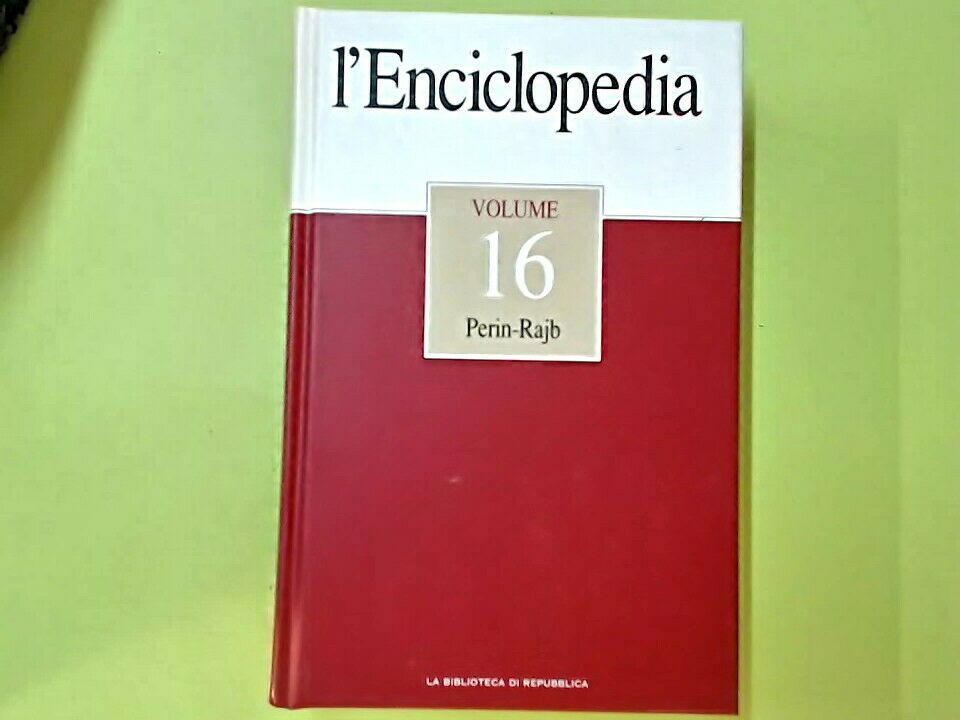 l'Enciclopedia
VOLUME
16
Perin-Rajb
LA BIBLIOTECA DI REPUBBLICA